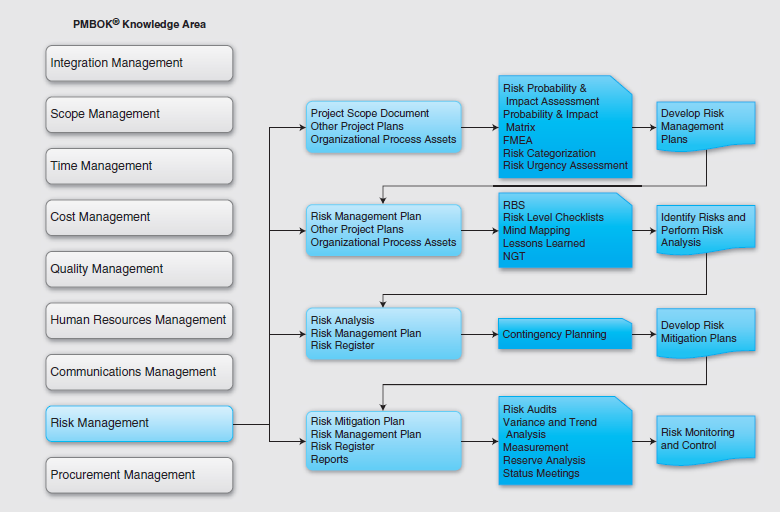 PMBOK® Knowledge Area
Integration Management
Scope Management
Time Management
Cost Management
Quality Management
Human Resources Management
Communications Management
Risk Management
Procurement Management
Project Scope Document
Other Project Plans
Organizational Process Assets
Risk Probability &
Impact Assessment
Probability & Impact
Matrix
FMEA
Risk Categorization
Risk Urgency Assessment
Develop Risk
Management
Plans
Risk Management Plan
Other Project Plans
Organizational Process Assets
RBS
Risk Level Checklists
Mind Mapping
Lessons Learned
NGT
Identify Risks and
Perform Risk
Analysis
Risk Analysis
Risk Management Plan
Risk Register
Contingency Planning
Develop Risk
Mitigation Plans
Risk Mitigation Plan
Risk Management Plan
Risk Register
Reports
Risk Audits
Variance and Trend
Analysis
Measurement
Reserve Analysis
Status Meetings
Risk Monitoring
and Control